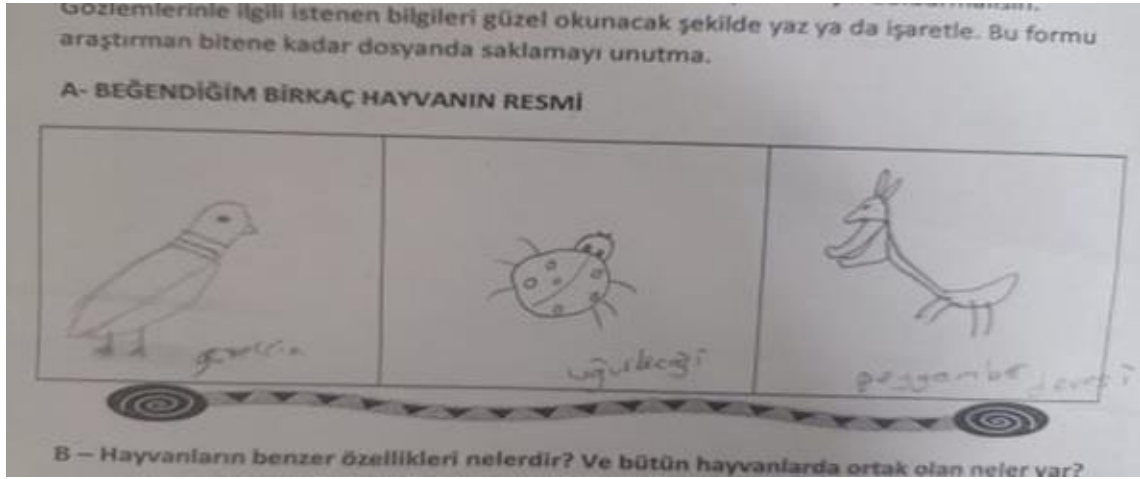 Gözlemlerinle ilgili istenen bilgileri güzel okunacak şekilde yaz ya da işaretle. Bu formu
araştırman bitene kadar dosyanda saklamayı unutma.
A- BEĞENDİĞİM BİRKAÇ HAYVANIN RESMİ
güvercin uğurböceği peygamber devesi
B – Hayvanların benzer özellikleri nelerdir? Ve bütün hayvanlarda ortak olan neler var?